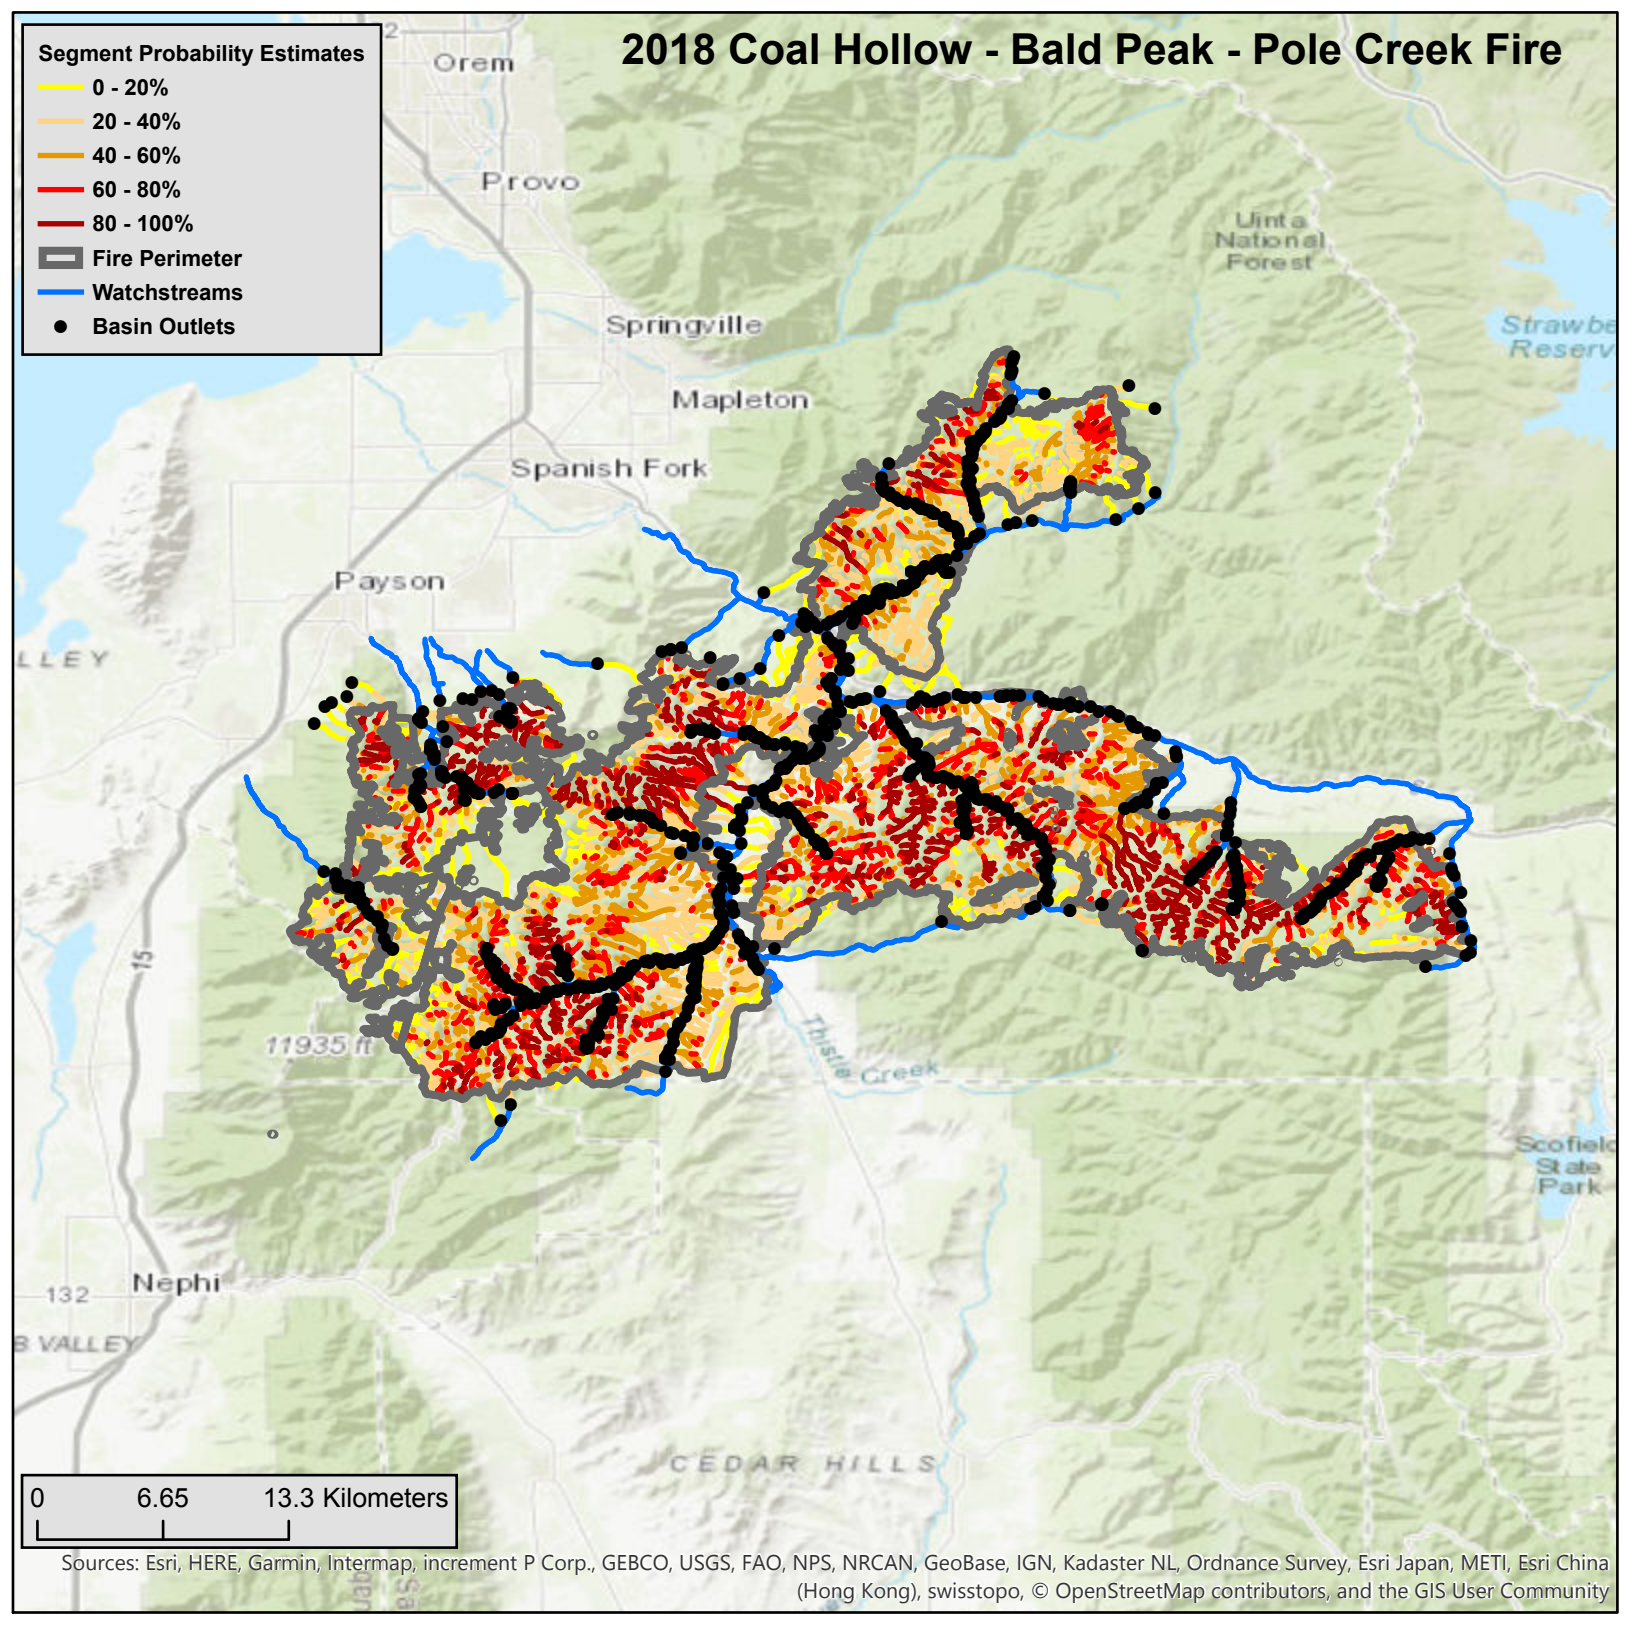 2018 Coal Hollow - Bald Peak - Pole Creek Fire
Segment Probability Estimates
0 - 20%
20 - 40%
40 - 60%
60 - 80%
80 - 100%
Fire Perimeter
Watchstreams
Basin Outlets
2
Orem
Provo
Uinta
National
Forest
Springville
Strawbe
Reserv
Mapleton
Spanish Fork
Payson
LLEY
15
11935 ft
Thistle Creek
Scofield
State
Park
Nephi
132
B VALLEY
CEDAR HILLS
0 6.65 13.3 Kilometers
Sources: Esri, HERE, Garmin, Intermap, increment P Corp., GEBCO, USGS, FAO, NPS, NRCAN, GeoBase, IGN, Kadaster NL, Ordnance Survey, Esri Japan, METI, Esri China
(Hong Kong), swisstopo, © OpenStreetMap contributors, and the GIS User Community